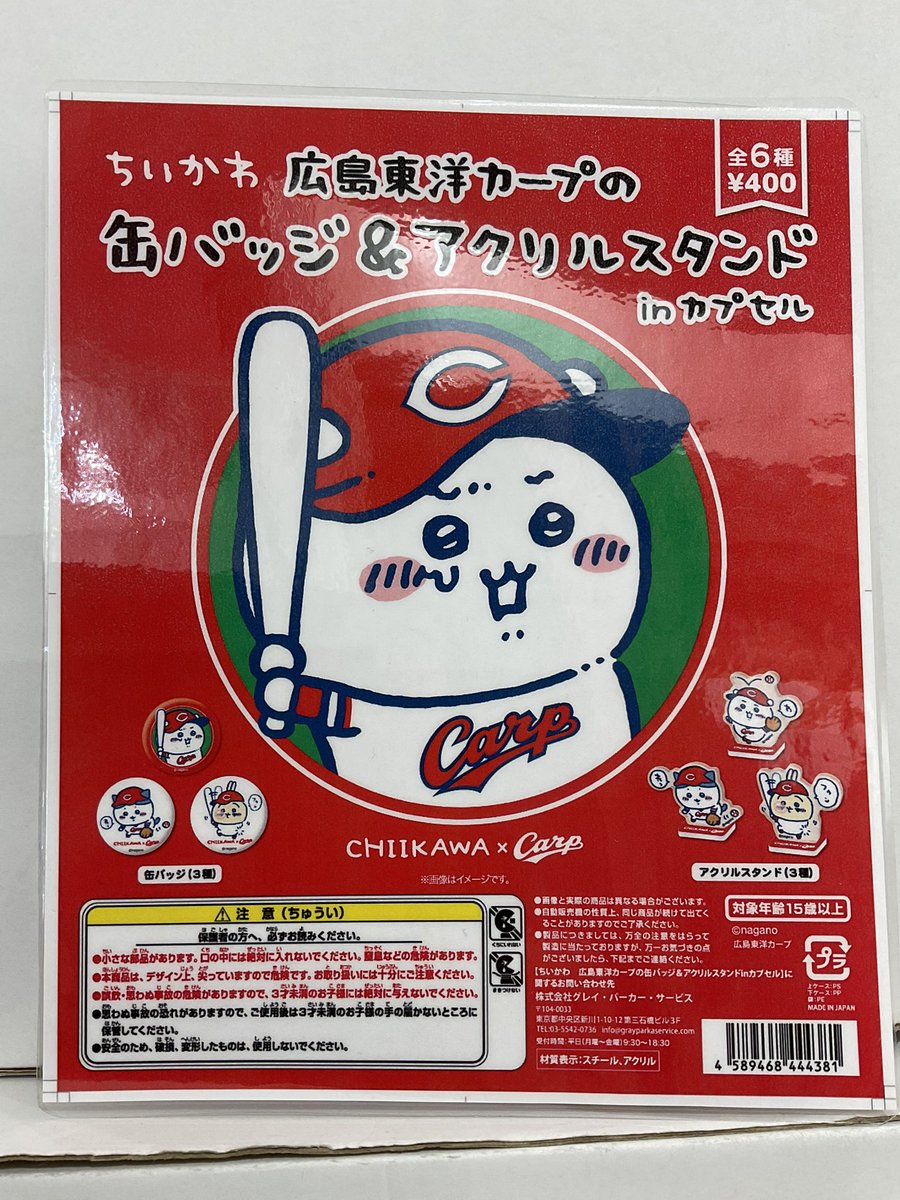 全6種
¥400
ちいかわ 広島東洋カープの
缶バッジ&アクリルスタンド
inカプセル
C
Carp
CHIIKAWA × Carp
※画像はイメージです。
缶バッジ(3種)
アクリルスタンド(3種)
注 意 (ちゅうい)
保護者の方へ、必ずお読みください。
●小さな部品があります。口の中には絶対に入れないでください。窒息などの危険があります。
●本商品は、デザイン上、尖っていますので危険です。お取り扱いには十分にご注意ください。
●誤飲・思わぬ事故の危険がありますので、3才未満のお子様には絶対に与えないでください。
●思わぬ事故の恐れがありますので、ご使用後は3才未満のお子様の手の届かないところに
保管してください。
●安全のため、破損、変形したものは、使用しないでください。
くちにいれない
まきつけない
●画像と実際の商品は異なる場合がございます。
●自動販売機の性質上、同じ商品が続けて出てく
ることがありますのでご了承ください。
●製品につきましては、万全の注意をはらって
製造に当たっておりますが、万一お気づきの点
がございましたら、下記までご連絡ください。
【ちいかわ 広島東洋カープの缶バッジ&アクリルスタンドinカプセル】に
関するお問い合わせ先
株式会社グレイ・パーカー・サービス
〒104-0033
東京都中央区新川1-10-12 第三石橋ビル3F
TEL:03-5542-0736 info@grayparkaservice.com
受付時間:平日(月曜〜金曜)9:30〜18:30
材質表示:スチール、アクリル
対象年齢15歳以上
©nagano
広島東洋カープ
プラ
上ケース:PS
下ケース:PP
袋:PE
MADE IN JAPAN
4 589468 444381